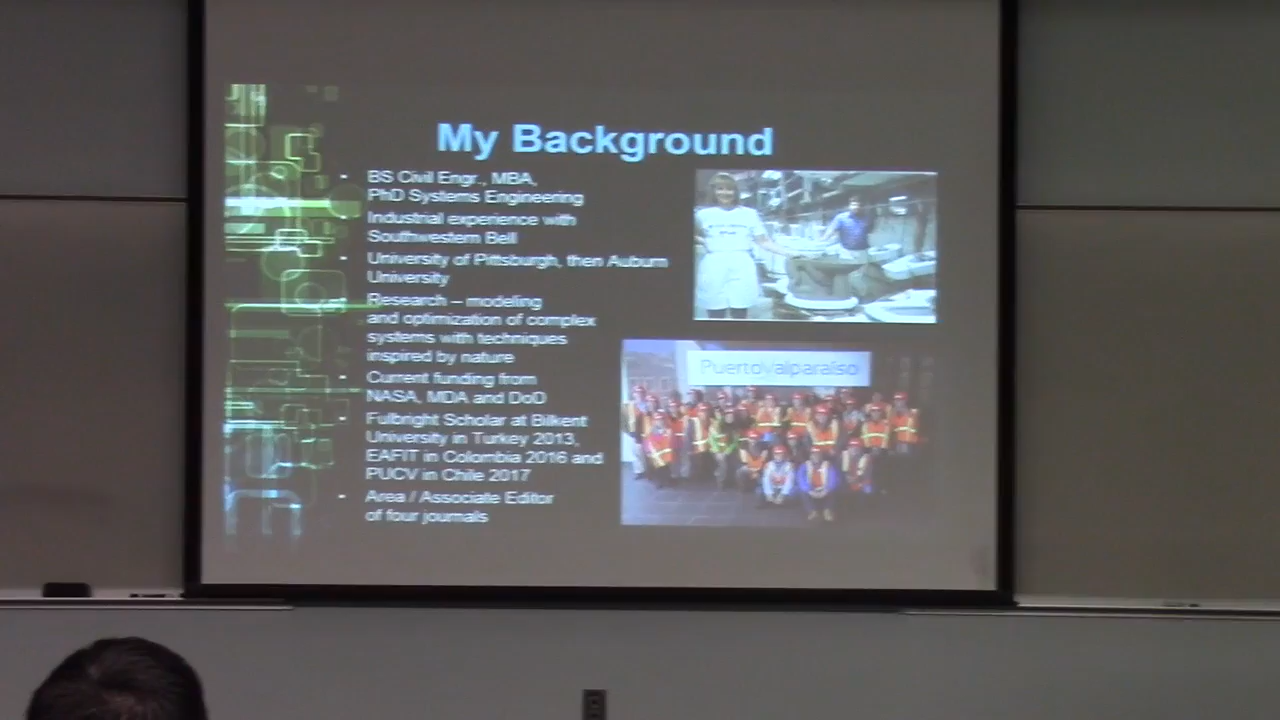 My Background
BS Civil Engr., MBA,
PhD Systems Engineering
Industrial experience with
Southwestern Bell
University of Pittsburgh, then Auburn
University
Research – modeling
and optimization of complex
systems with techniques
inspired by nature
Current funding from
NASA, MDA and DoD
Fulbright Scholar at Bilkent
University in Turkey 2013,
EAFIT in Colombia 2016 and
PUCV in Chile 2017
Area / Associate Editor
of four journals
PuertoValparaíso